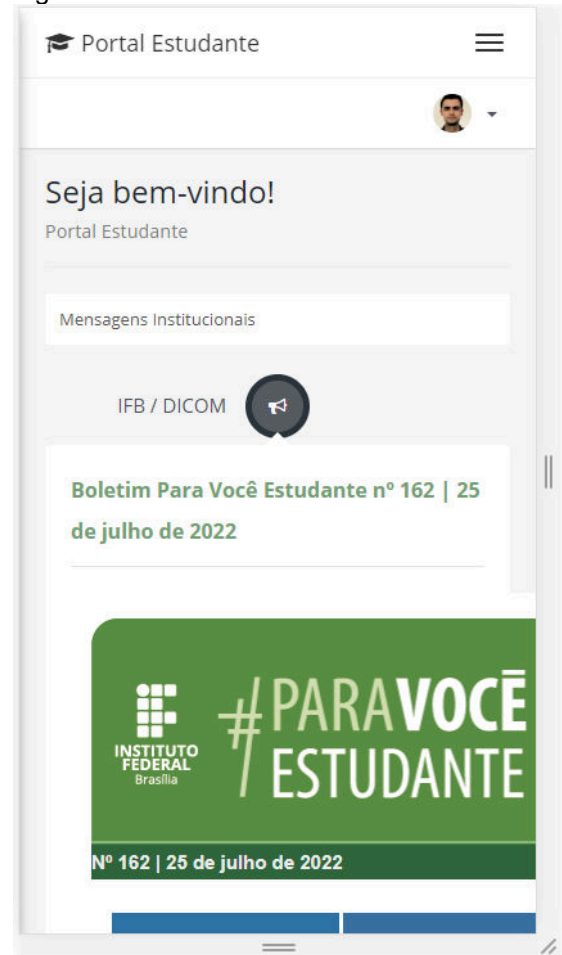 Portal Estudante
Seja bem-vindo!
Portal Estudante
Mensagens Institucionais
IFB / DICOM
Boletim Para Você Estudante nº 162 | 25
de julho de 2022
INSTITUTO
FEDERAL
Brasília
#PARAVOCÊ
ESTUDANTE
Nº 162 | 25 de julho de 2022